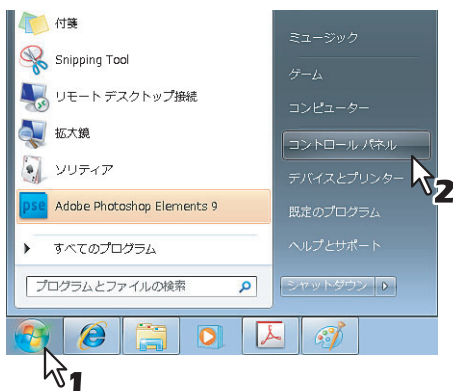 付箋
Snipping Tool
リモート デスクトップ接続
拡大鏡
ソリティア
pse Adobe Photoshop Elements 9
すべてのプログラム
プログラムとファイルの検索
ミュージック
ゲーム
コンピューター
コントロール パネル
デバイスとプリンター
既定のプログラム
ヘルプとサポート
シャットダウン
1
2